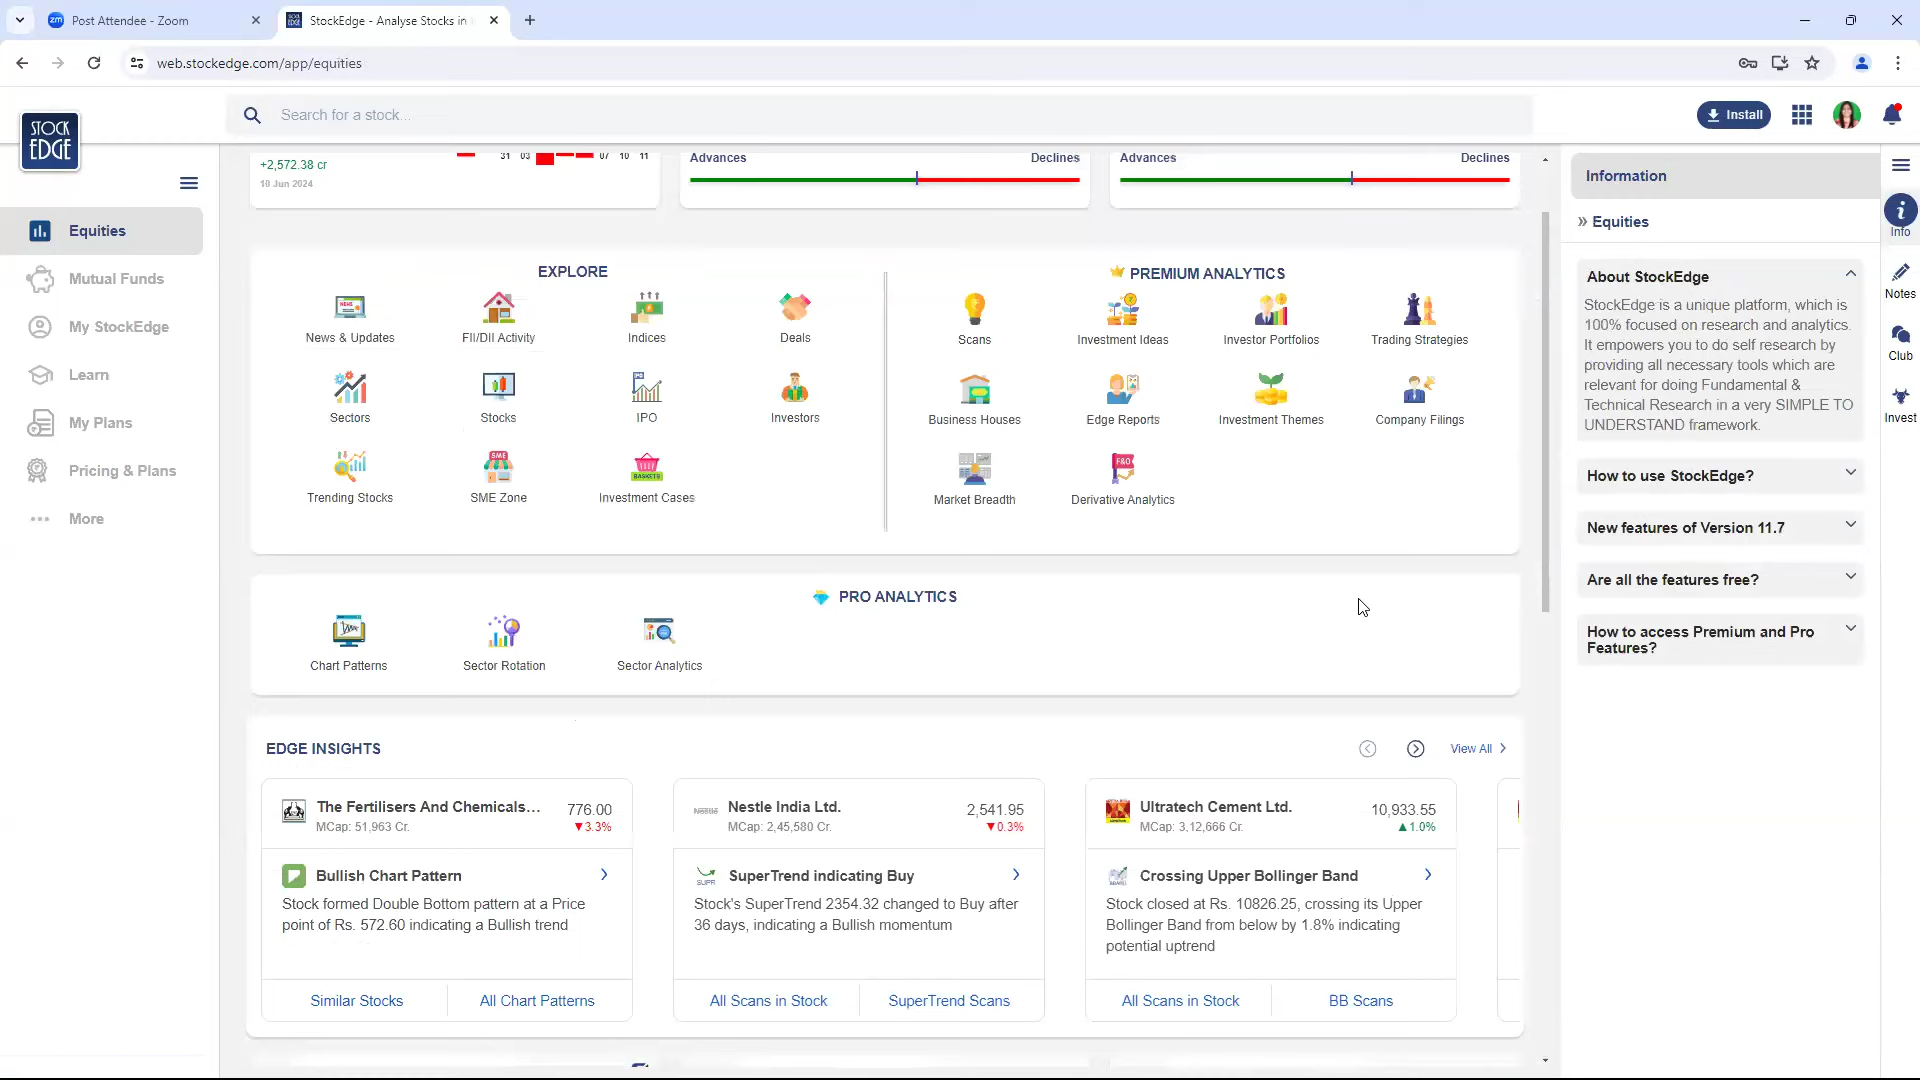 Post Attendee - Zoom
StockEdge - Analyse Stocks in
web.stockedge.com/app/equities
STOCK
EDGE
Search for a stock...
Install
+2,572.38 cr
10 Jun 2024
31 03 07 10 11
Advances Declines
Advances Declines
Equities
Mutual Funds
My StockEdge
Learn
My Plans
Pricing & Plans
More
EXPLORE
News & Updates
FII/DII Activity
Indices
Deals
Sectors
Stocks
IPO
Investors
Trending Stocks
SME Zone
BASKETS
Investment Cases
PREMIUM ANALYTICS
Scans
Investment Ideas
Investor Portfolios
Trading Strategies
Business Houses
Edge Reports
Investment Themes
Company Filings
Market Breadth
F&O
Derivative Analytics
PRO ANALYTICS
Chart Patterns
Sector Rotation
Sector Analytics
EDGE INSIGHTS
View All
The Fertilisers And Chemicals... 776.00
MCap: 51,963 Cr. ▼3.3%
Bullish Chart Pattern
Stock formed Double Bottom pattern at a Price
point of Rs. 572.60 indicating a Bullish trend
Similar Stocks All Chart Patterns
Nestle India Ltd. 2,541.95
MCap: 2,45,580 Cr. ▼0.3%
SuperTrend indicating Buy
Stock's SuperTrend 2354.32 changed to Buy after
36 days, indicating a Bullish momentum
All Scans in Stock SuperTrend Scans
Ultratech Cement Ltd. 10,933.55
MCap: 3,12,666 Cr. ▲1.0%
Crossing Upper Bollinger Band
Stock closed at Rs. 10826.25, crossing its Upper
Bollinger Band from below by 1.8% indicating
potential uptrend
All Scans in Stock BB Scans
Information
» Equities
About StockEdge
StockEdge is a unique platform, which is
100% focused on research and analytics.
It empowers you to do self research by
providing all necessary tools which are
relevant for doing Fundamental &
Technical Research in a very SIMPLE TO
UNDERSTAND framework.
How to use StockEdge?
New features of Version 11.7
Are all the features free?
How to access Premium and Pro
Features?
Info
Notes
Club
Invest